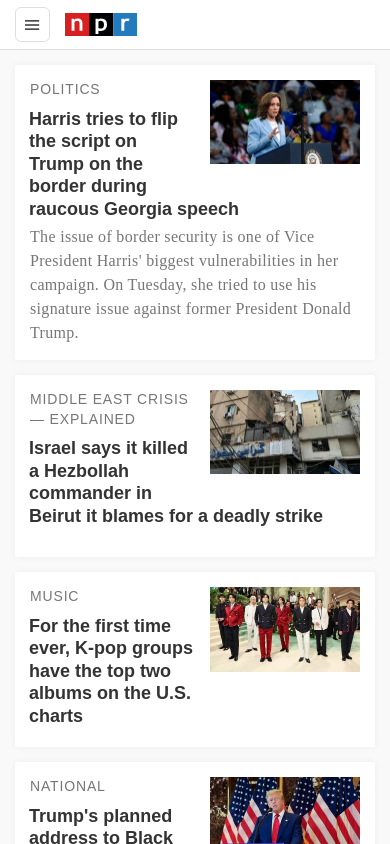 npr
POLITICS
Harris tries to flip
the script on
Trump on the
border during
raucous Georgia speech
The issue of border security is one of Vice
President Harris' biggest vulnerabilities in her
campaign. On Tuesday, she tried to use his
signature issue against former President Donald
Trump.
MIDDLE EAST CRISIS
— EXPLAINED
Israel says it killed
a Hezbollah
commander in
Beirut it blames for a deadly strike
MUSIC
For the first time
ever, K-pop groups
have the top two
albums on the U.S.
charts
NATIONAL
Trump's planned
address to Black